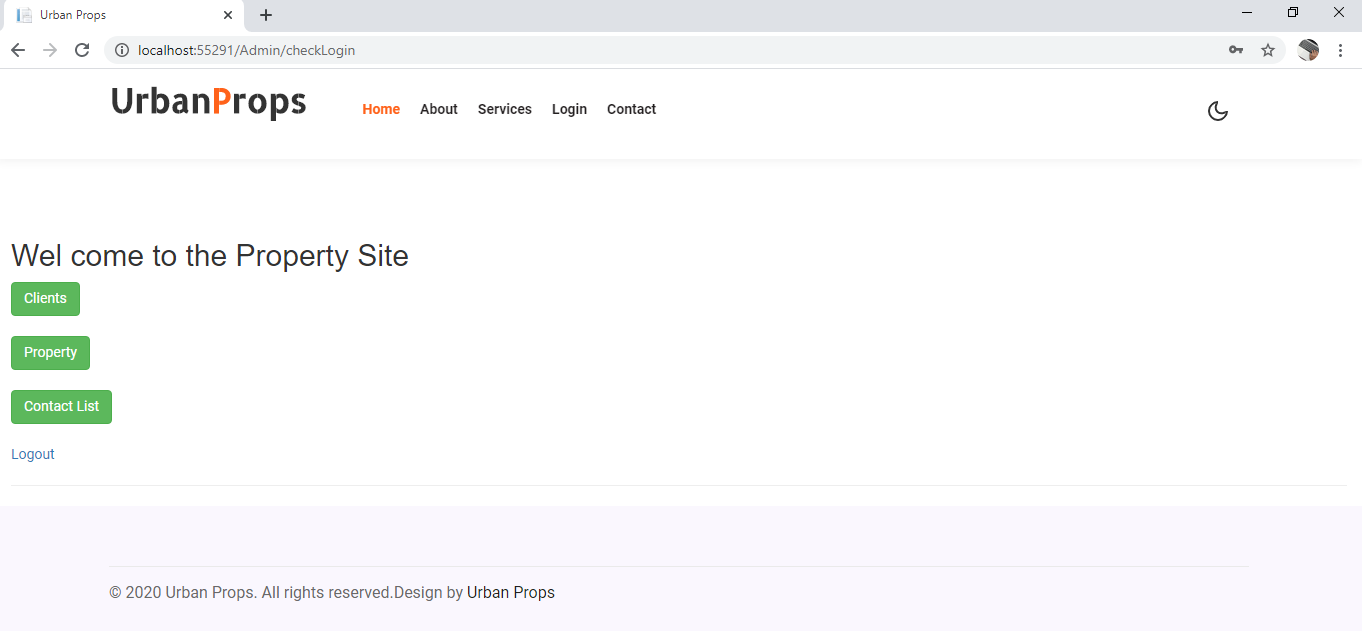 Urban Props
localhost:55291/Admin/checkLogin
UrbanProps Home About Services Login Contact
Wel come to the Property Site
Clients
Property
Contact List
Logout
© 2020 Urban Props. All rights reserved.Design by Urban Props